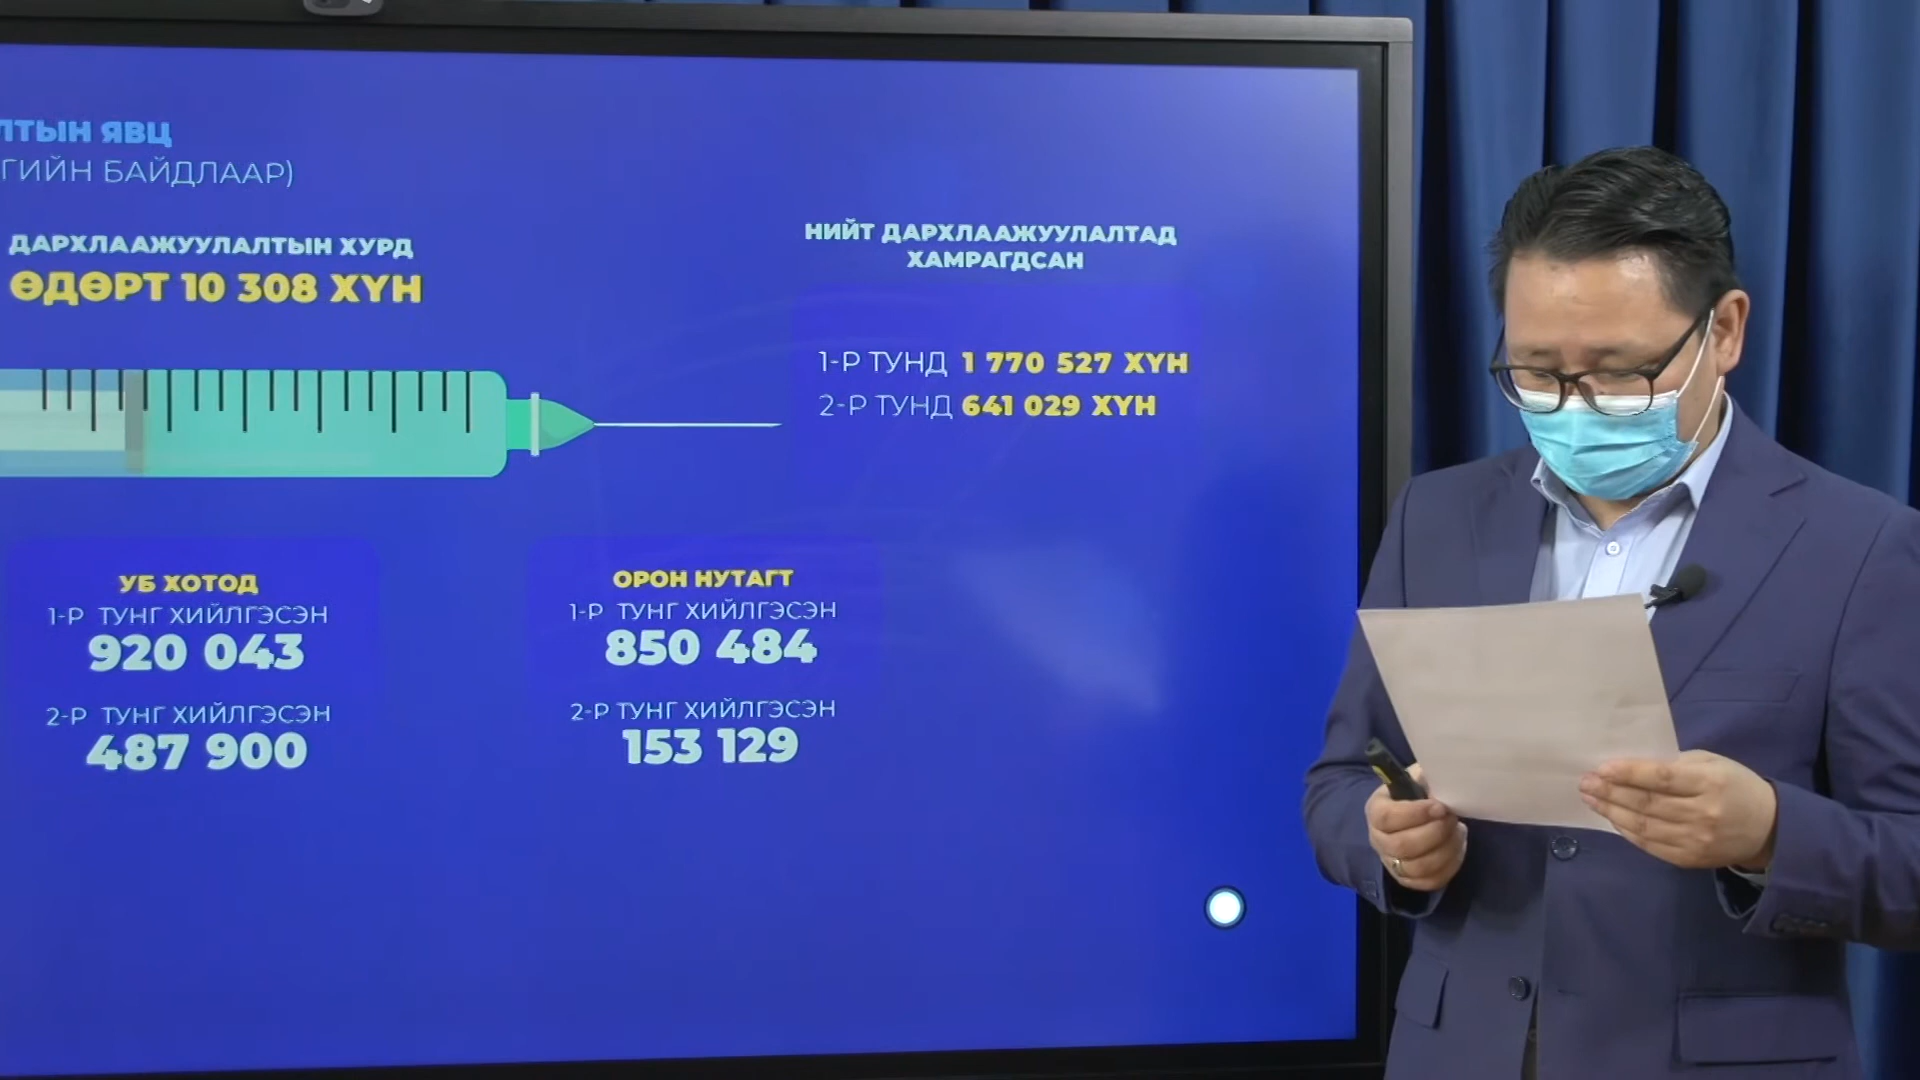 ЛТЫН ЯВЦ
ГИЙН БАЙДЛААР)
ДАРХЛААЖУУЛАЛТЫН ХУРД
ӨДӨРТ 10 308 ХҮН
НИЙТ ДАРХЛААЖУУЛАЛТАД
ХАМРАГДСАН
1-Р ТУНД 1 770 527 ХҮН
2-Р ТУНД 641 029 ХҮН
УБ ХОТОД
1-Р ТУНГ ХИЙЛГЭСЭН
920 043
2-Р ТУНГ ХИЙЛГЭСЭН
487 900
ОРОН НУТАГТ
1-Р ТУНГ ХИЙЛГЭСЭН
850 484
2-Р ТУНГ ХИЙЛГЭСЭН
153 129